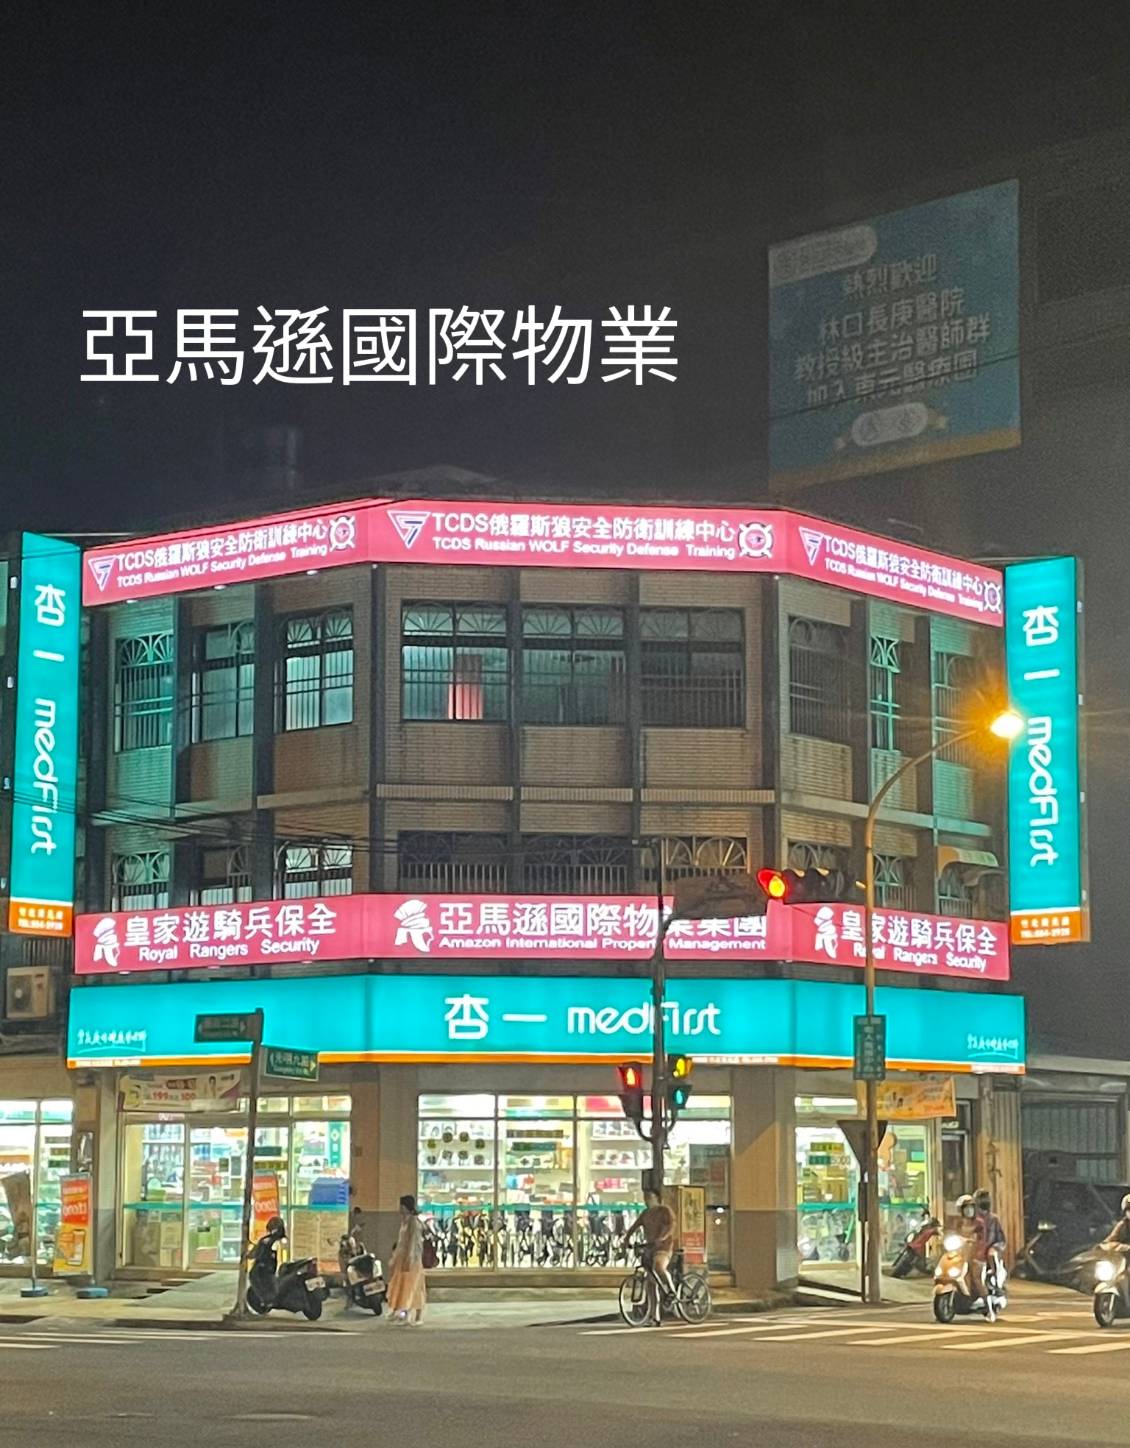 亞馬遜國際物業
熱烈歡迎
林口長庚醫院
教授級主治醫師群
加入東元醫療團
TCDS俄羅斯狼安全防衛訓練中心
TCDS Russian WOLF Security Defense Training
TCDS俄羅斯狼安全防衛訓練中心
TCDS Russian WOLF Security Defense Training
TCDS俄羅斯狼安全防衛訓練中心
TCDS Russian WOLF Security Defense Training
杏一 medFirst
杏一 medFirst
皇家遊騎兵保全
Royal Rangers Security
亞馬遜國際物業集團
Amazon International Property Management
皇家遊騎兵保全
Royal Rangers Security
杏一 medFirst